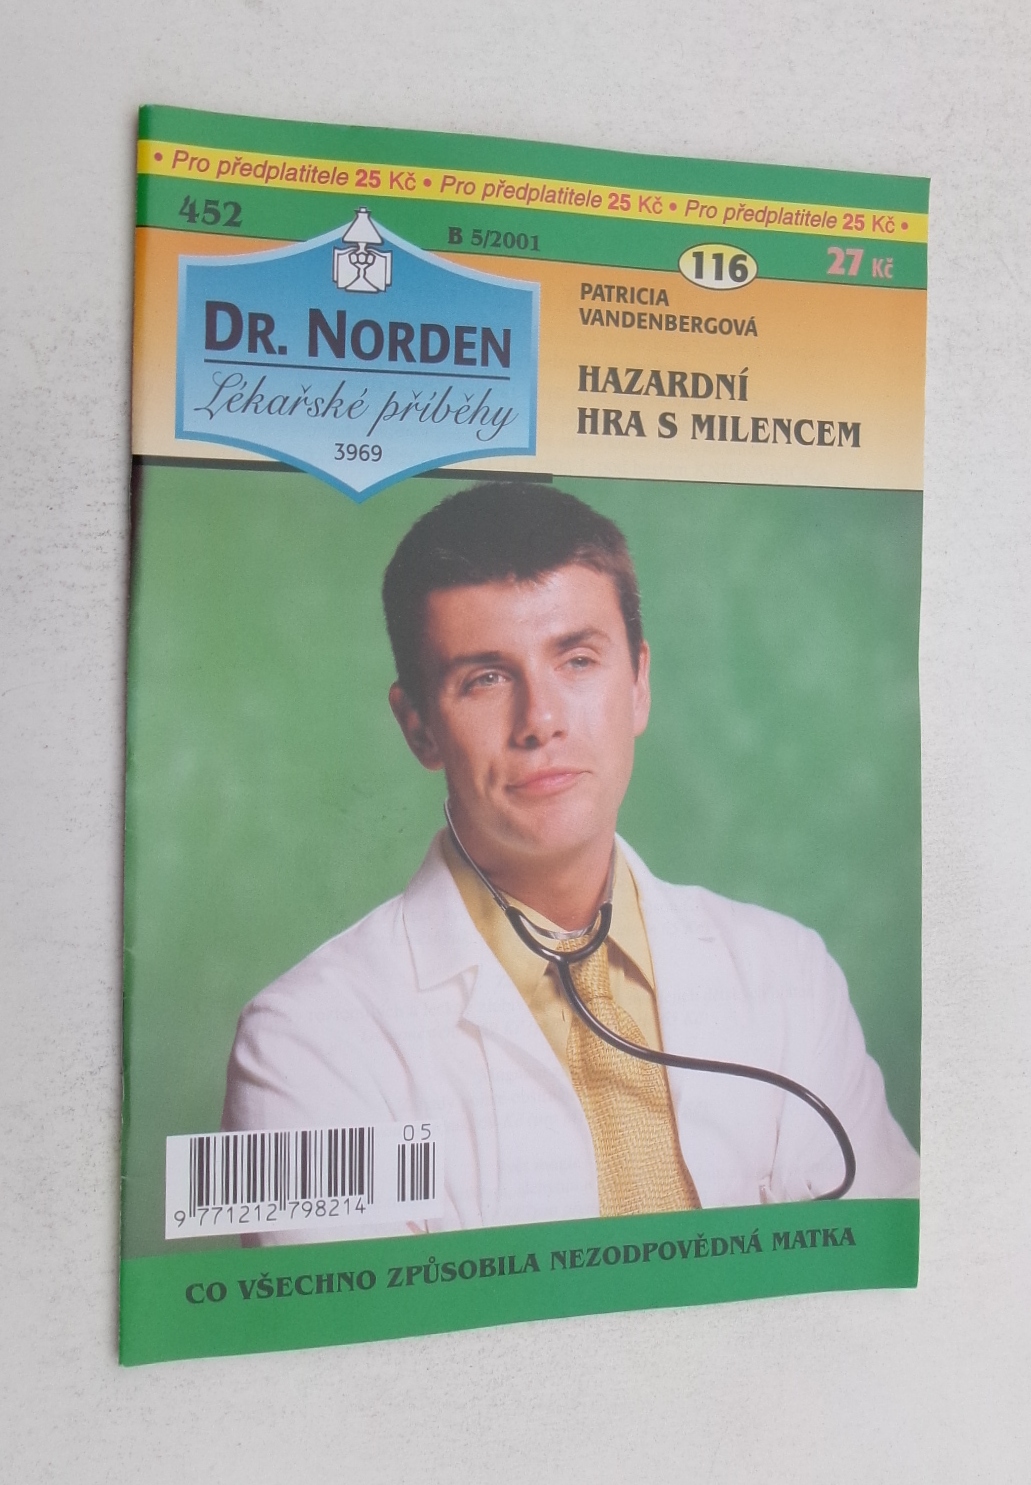 • Pro předplatitele 25 Kč • Pro předplatitele 25 Kč • Pro předplatitele 25 Kč •
452
B 5/2001
116
27 Kč
DR. NORDEN
Lékařské příběhy
3969
PATRICIA
VANDENBERGOVÁ
HAZARDNÍ
HRA S MILENCEM
05
9 771212 798214
CO VŠECHNO ZPŮSOBILA NEZODPOVĚDNÁ MATKA